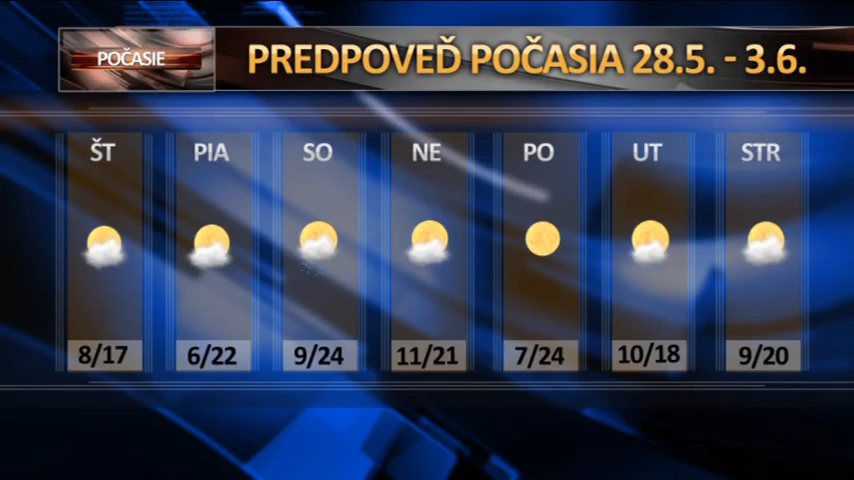 POČASIE
PREDPOVEĎ POČASIA 28.5. - 3.6.
ŠT PIA SO NE PO UT STR
8/17 6/22 9/24 11/21 7/24 10/18 9/20